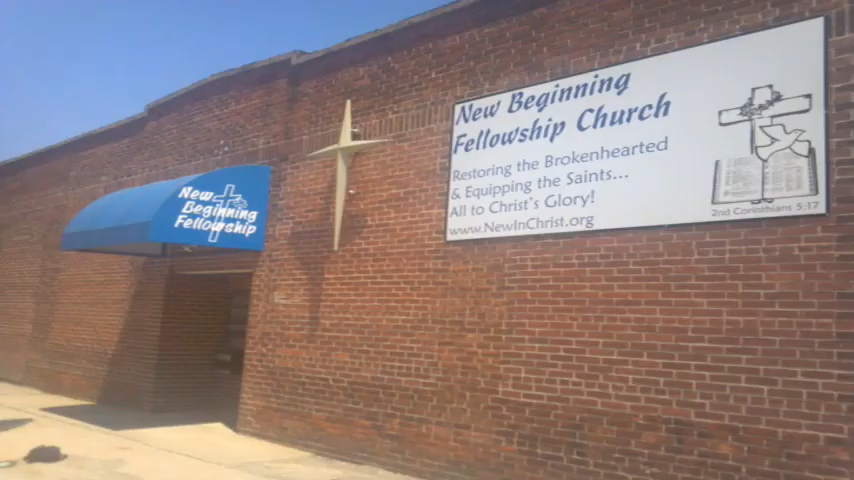 New
Beginning
Fellowship
New Beginning
Fellowship Church
Restoring the Brokenhearted
& Equipping the Saints...
All to Christ's Glory!
www.NewInChrist.org
2nd Corinthians 5:17